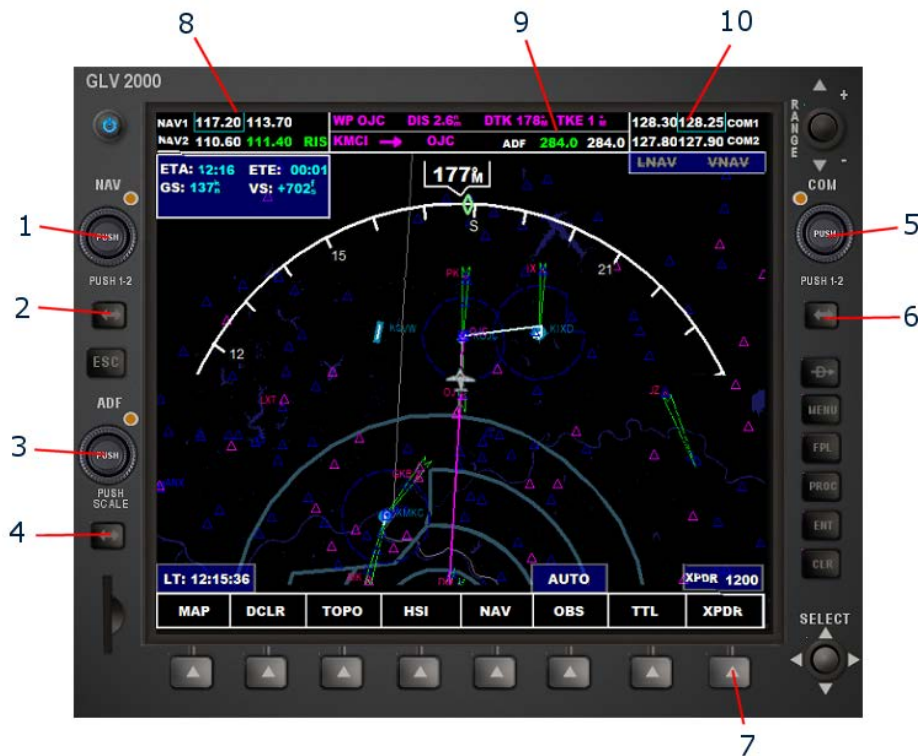 8
9
10
GLV 2000
NAV1 117.20 113.70
WP OJC DIS 2.6 DTK 178 TKE 1
128.30 128.25 COM1
NAV2 110.60 111.40 RIS
KMCI → OJC ADF 284.0 284.0
127.80 127.90 COM2
RANGE
+
-
ETA: 12:16 ETE: 00:01
GS: 137 VS: +702
LNAV VNAV
177
NAV
COM
1
PUSH
PUSH
5
S
15
21
12
PUSH 1-2
PUSH 1-2
2
6
ESC
PK
IX
KIXD
ADF
D
MENU
FPL
PROC
ENT
CLR
JZ
3
PUSH
PUSH
SCALE
4
LT: 12:15:36
AUTO
XPDR 1200
MAP DCLR TOPO HSI NAV OBS TTL XPDR
SELECT
7